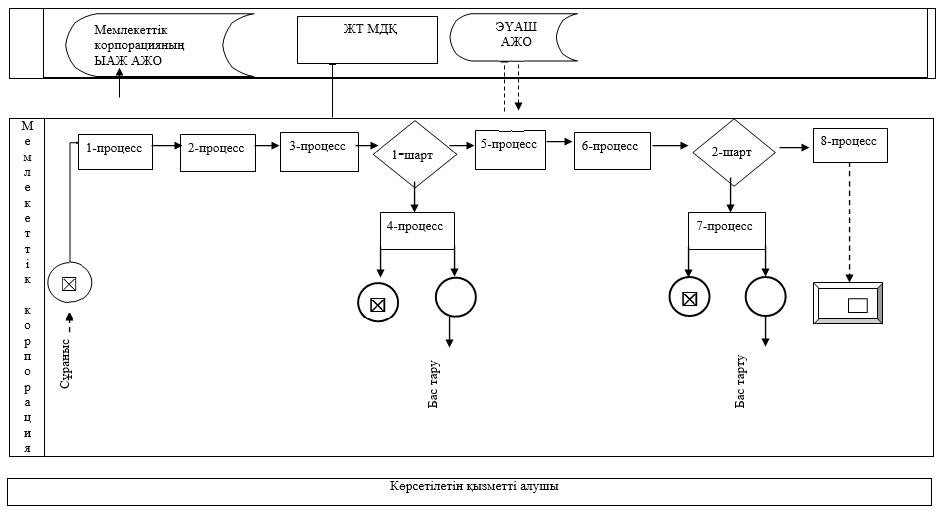 Мемлекеттік
корпорацияның
ЫАЖ АЖО
ЖТ МДҚ
ЭҮАШ
АЖО
Мемлекеттік корпорация
1-процесс
2-процесс
3-процесс
1-шарт
5-процесс
6-процесс
2-шарт
8-процесс
4-процесс
7-процесс
Сұраныс
Бас тару
Бас тарту
Көрсетілетін қызметті алушы